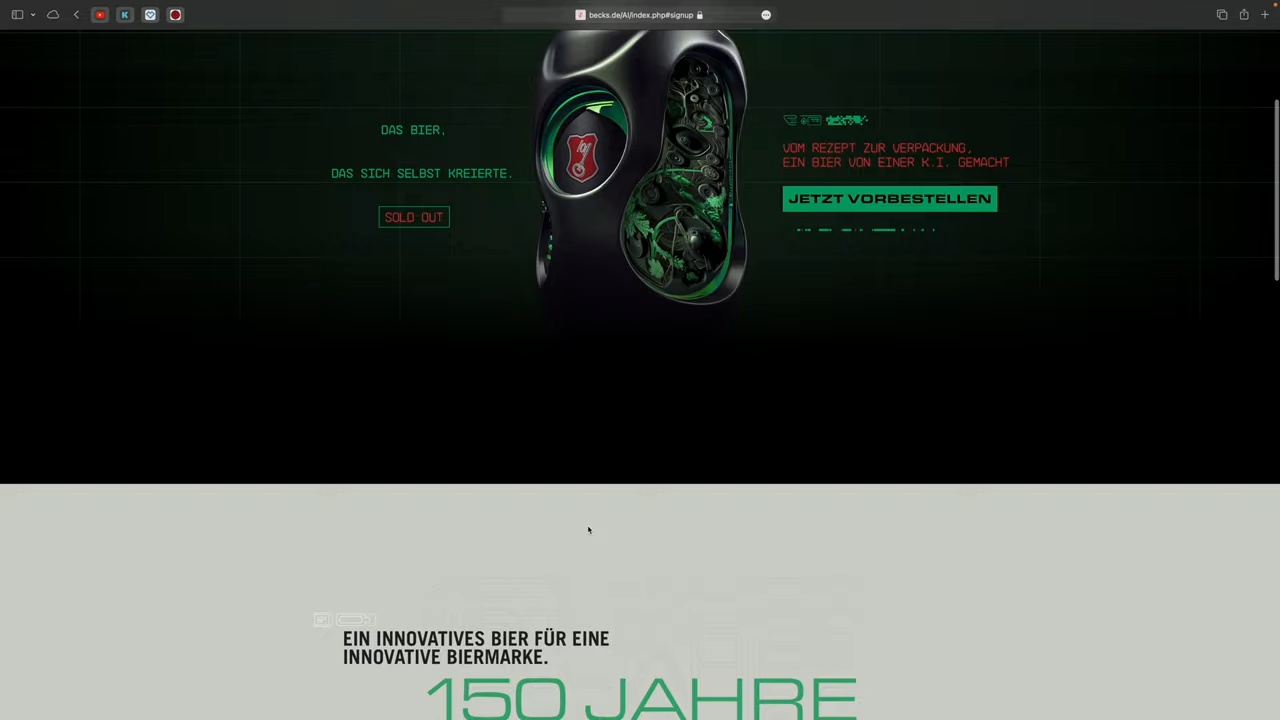 becks.de/AI/index.php#signup
DAS BIER,
DAS SICH SELBST KREIERTE.
SOLD OUT
VOM REZEPT ZUR VERPACKUNG,
EIN BIER VON EINER K.I. GEMACHT
JETZT VORBESTELLEN
EIN INNOVATIVES BIER FÜR EINE
INNOVATIVE BIERMARKE.
150 JAHRE